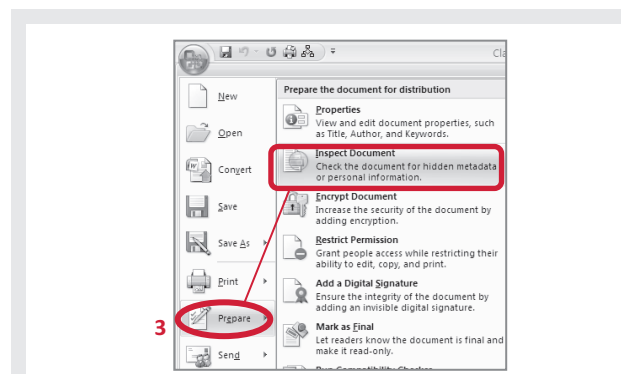 Cla
New
Open
Convert
Save
Save As
Print
3
Prepare
Send
Prepare the document for distribution
Properties
View and edit document properties, such
as Title, Author, and Keywords.
Inspect Document
Check the document for hidden metadata
or personal information.
Encrypt Document
Increase the security of the document by
adding encryption.
Restrict Permission
Grant people access while restricting their
ability to edit, copy, and print.
Add a Digital Signature
Ensure the integrity of the document by
adding an invisible digital signature.
Mark as Final
Let readers know the document is final and
make it read-only.
Run Compatibility Checker